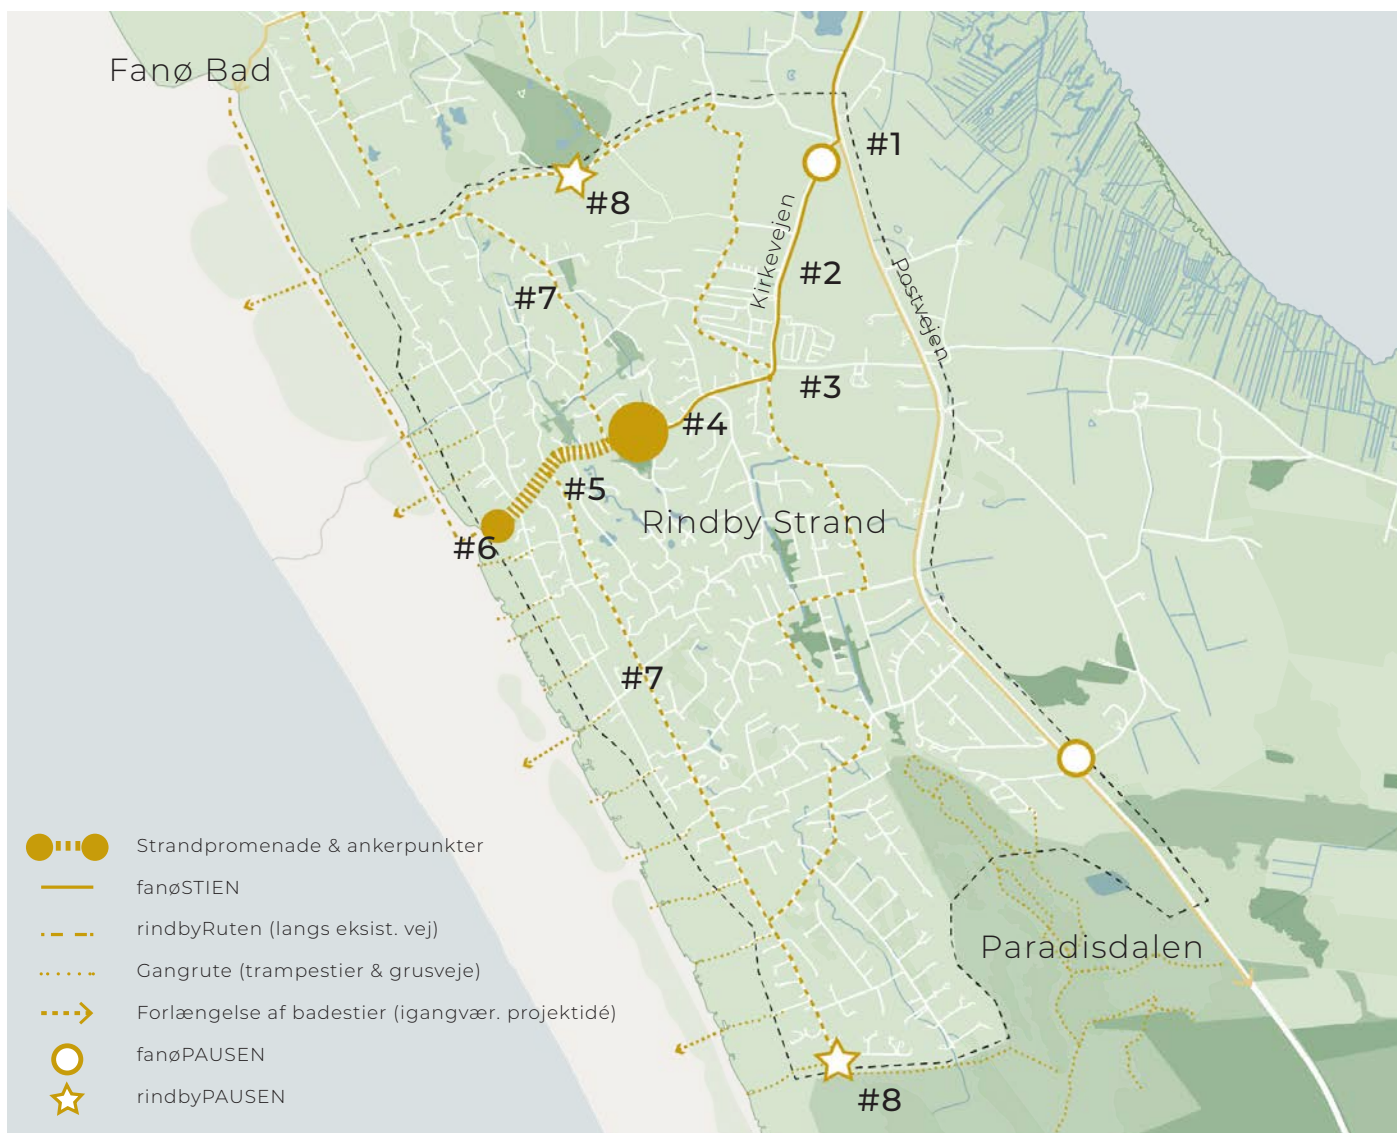 Fanø Bad
#1
#8
Kirkevejen
#2
Postvejen
#7
#3
#4
#5
Rindby Strand
#6
#7
Strandpromenade & ankerpunkter
fanøSTIEN
rindbyRuten (langs eksist. vej)
Gangrute (trampestier & grusveje)
Forlængelse af badestier (igangvær. projektidé)
fanøPAUSEN
rindbyPAUSEN
Paradisdalen
#8